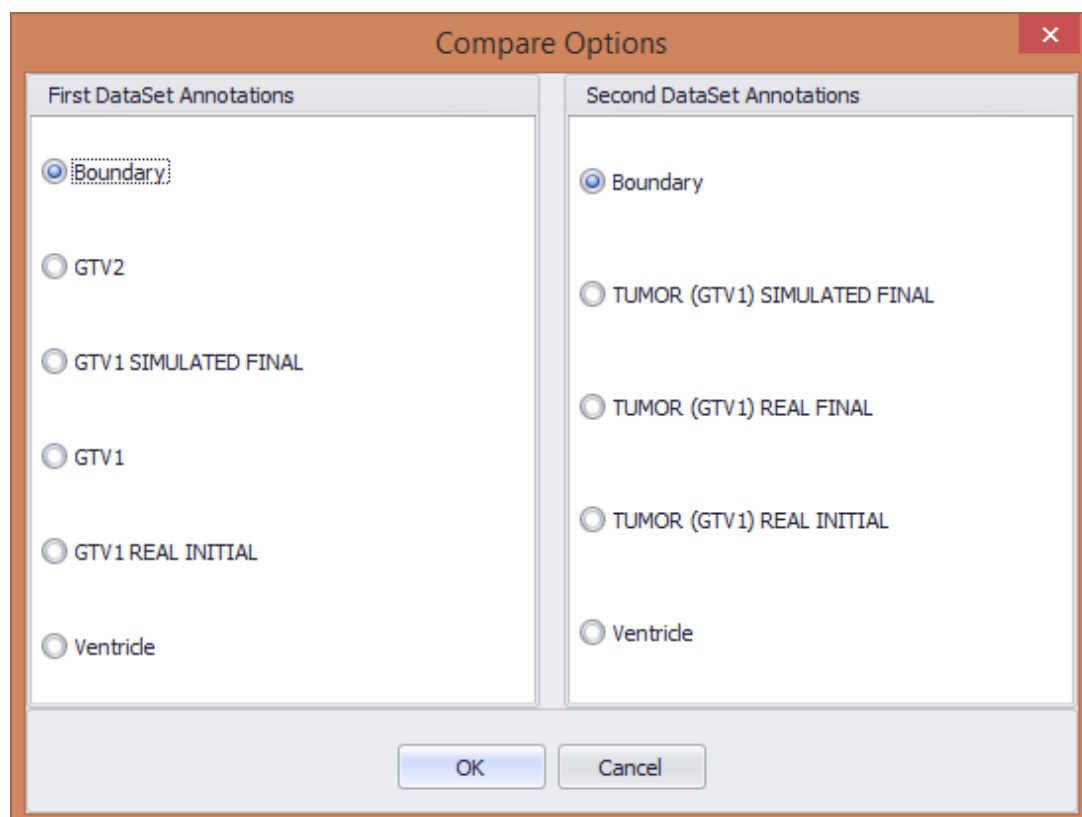 Compare Options
First DataSet Annotations
Boundary
GTV2
GTV1 SIMULATED FINAL
GTV1
GTV1 REAL INITIAL
Ventricle
Second DataSet Annotations
Boundary
TUMOR (GTV1) SIMULATED FINAL
TUMOR (GTV1) REAL FINAL
TUMOR (GTV1) REAL INITIAL
Ventricle
OK
Cancel